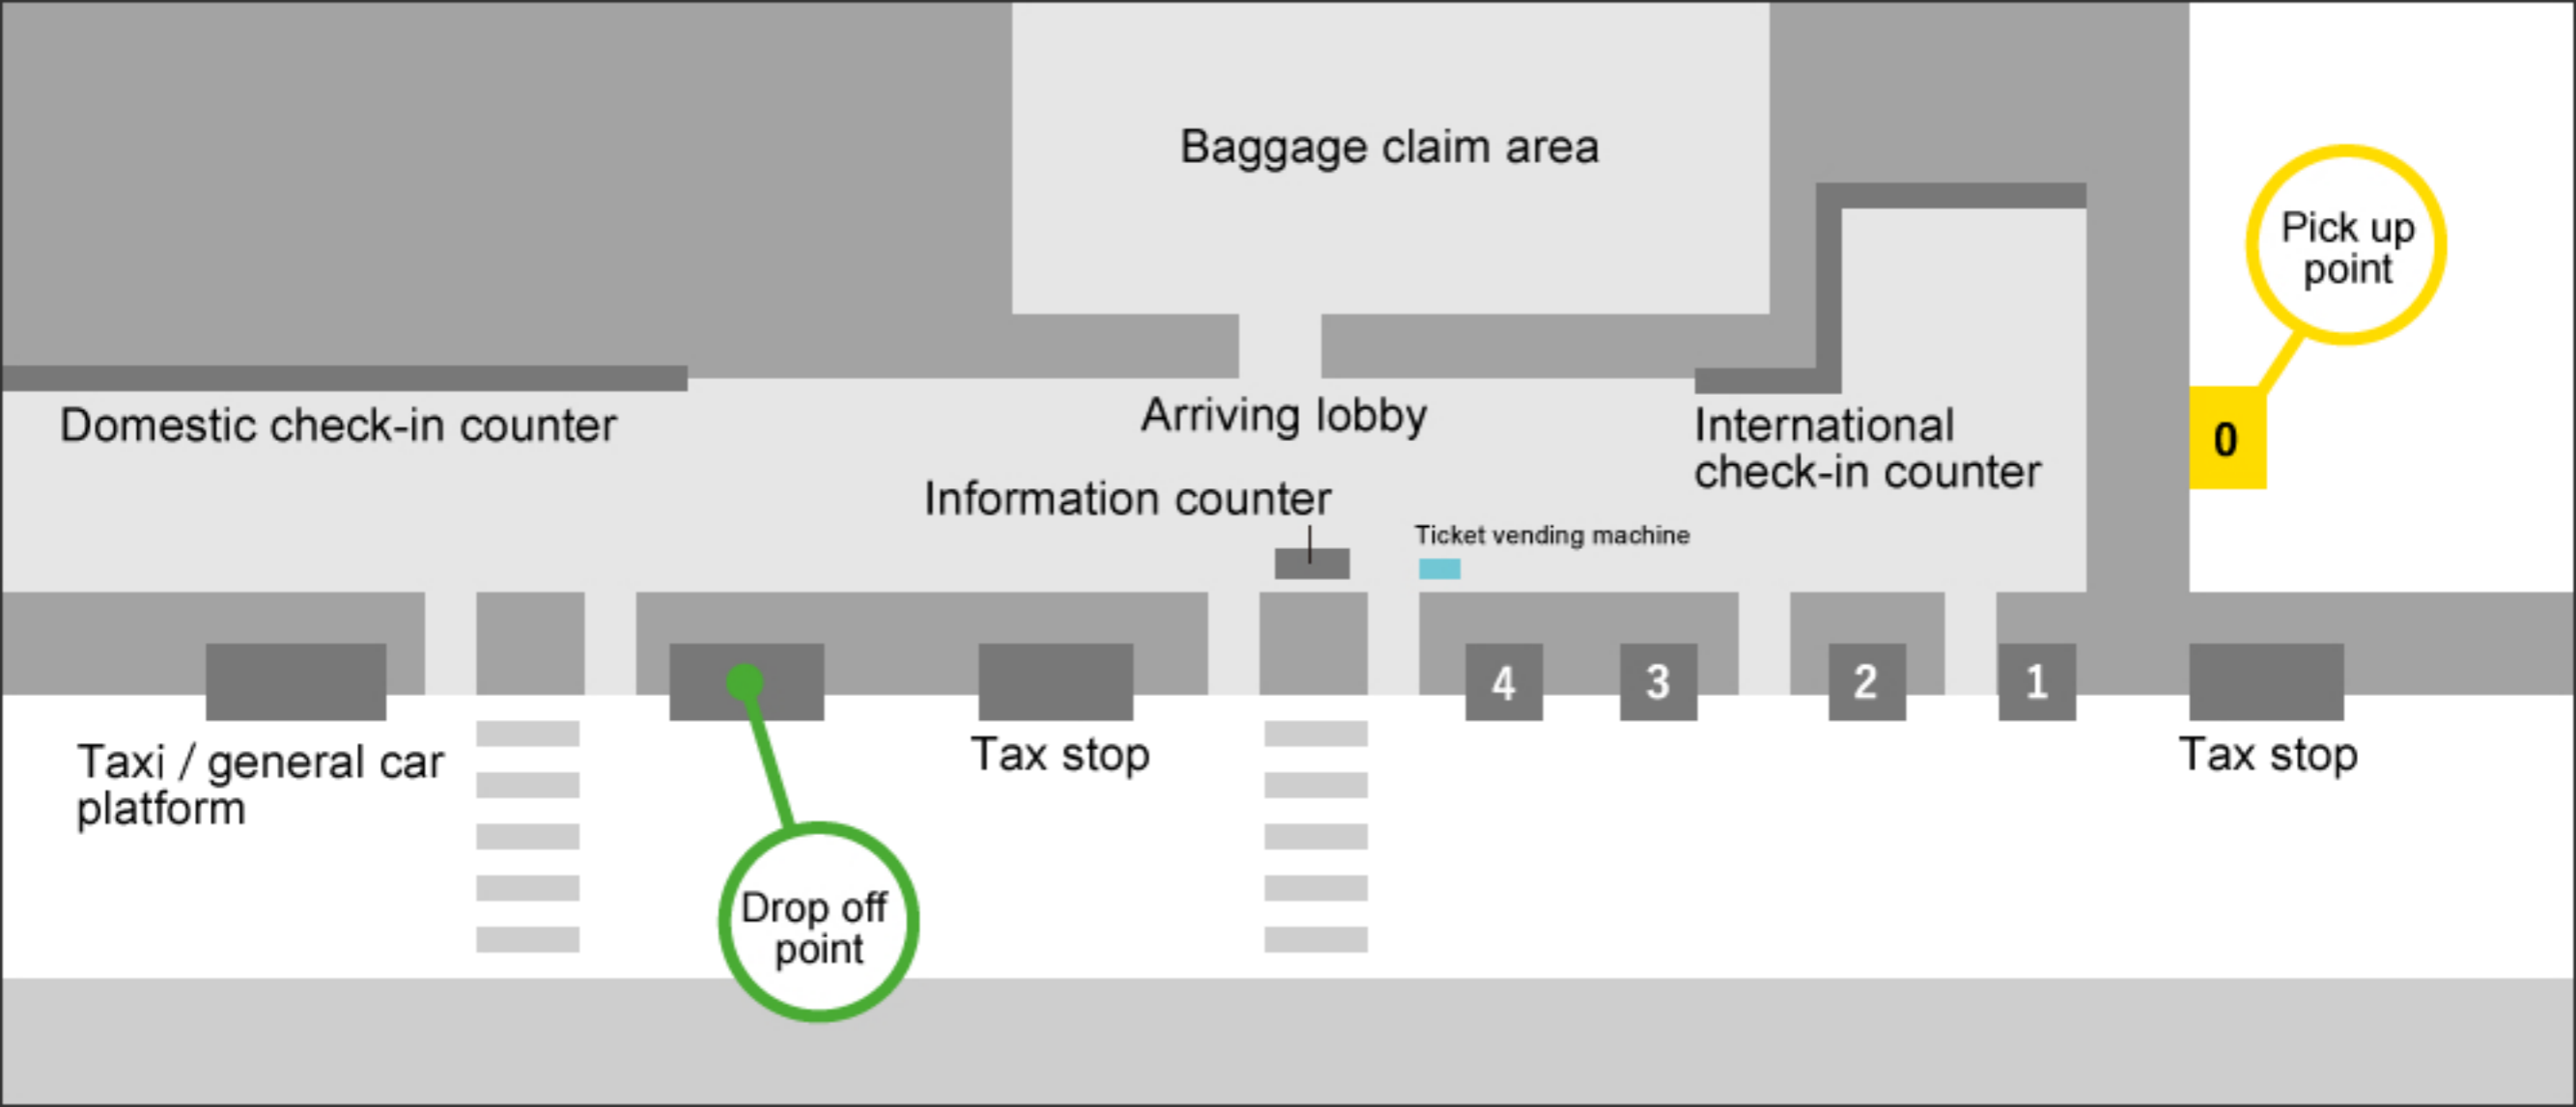 Baggage claim area
Pick up
point
0
Domestic check-in counter
Arriving lobby
International
check-in counter
Information counter
Ticket vending machine
4
3
2
1
Taxi / general car
platform
Tax stop
Tax stop
Drop off
point